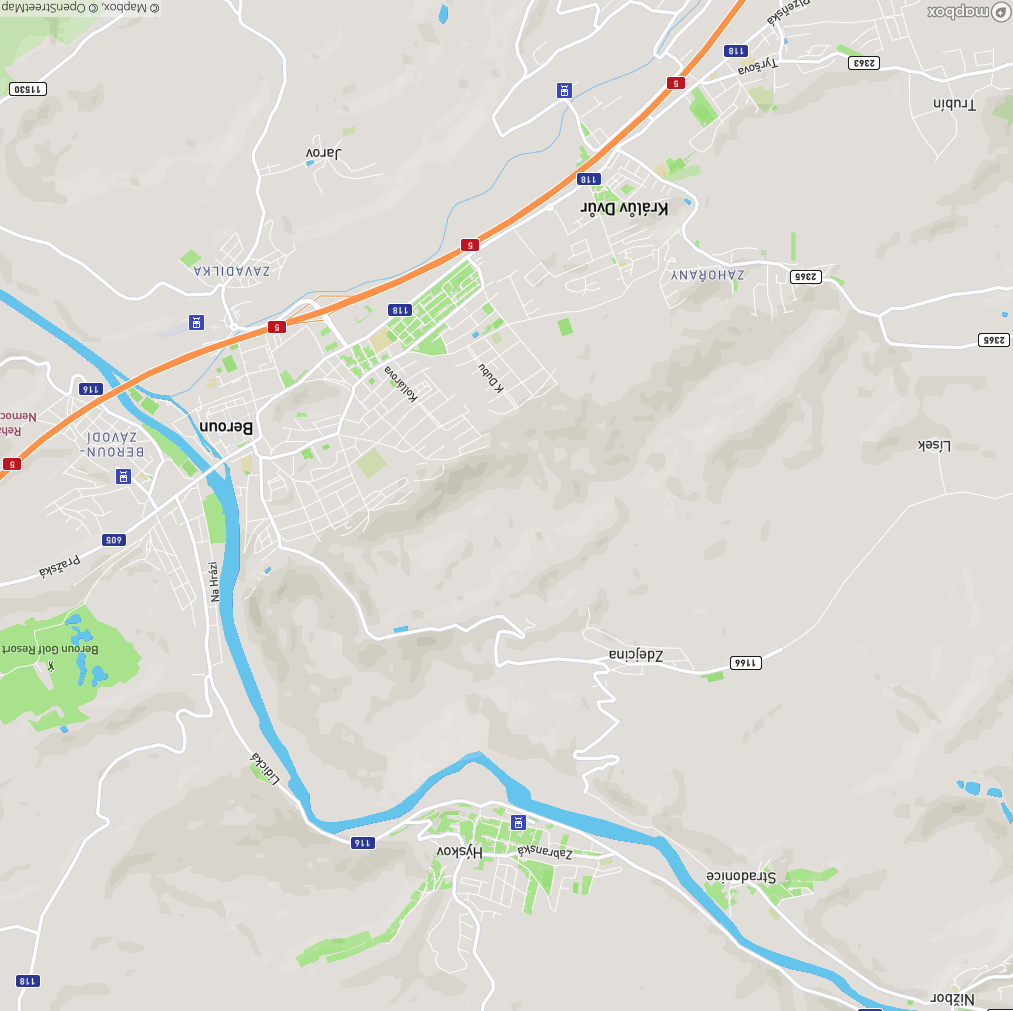 Nižbor
Stradonice
Zabranská
Hýskov
116
Lidická
118
1166
Zdejcina
Beroun Golf Resort
Na Hrázi
Pražská
605
Lísek
BEROUN-
ZÁVODÍ
Beroun
5
Reha
Nemoc
116
K Dubu
Kollárova
2365
118
5
2365
ZAHOŘANY
ZAVADILKA
5
Králův Dvůr
118
Jarov
Trubín
11530
5
2363
Tyršova
118
Plzeňská
mapbox
© Mapbox, © OpenStreetMap